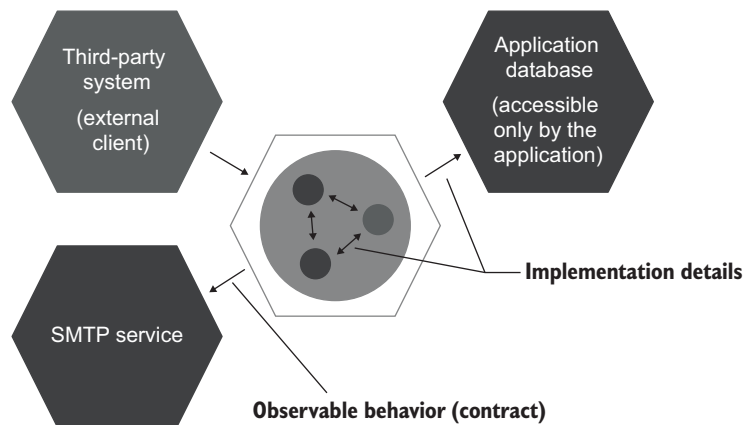 Third-party
system
(external
client)
Application
database
(accessible
only by the
application)
Implementation details
SMTP service
Observable behavior (contract)